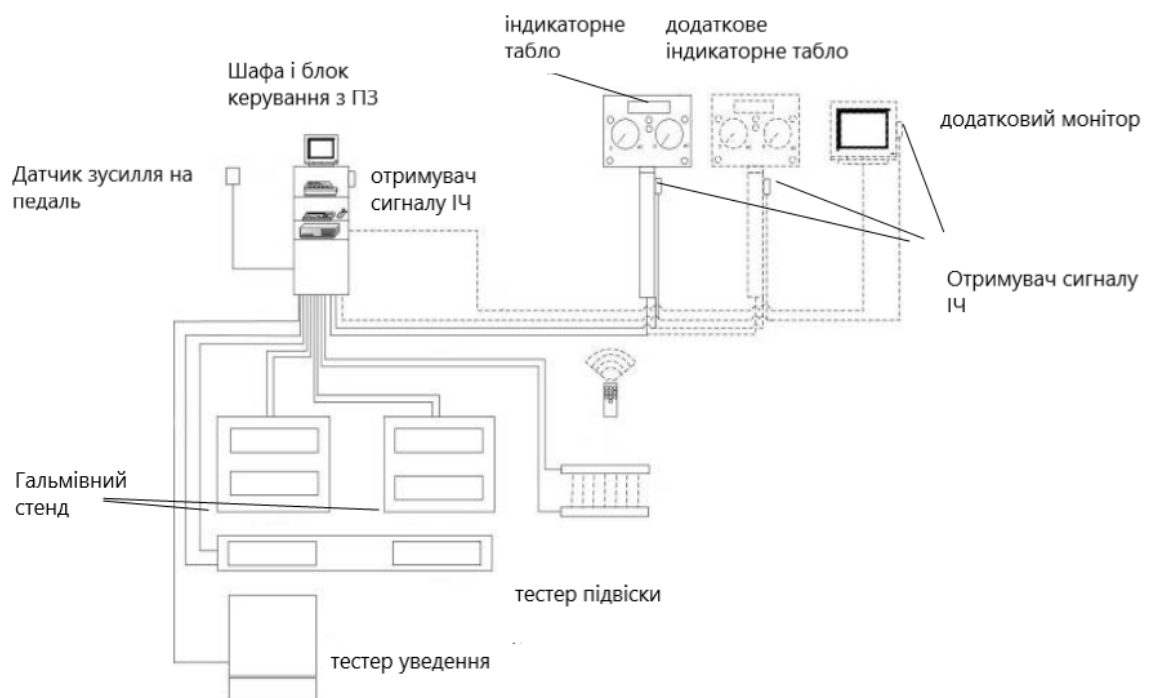 індикаторне
табло
додаткове
індикаторне табло
Шафа і блок
керування з ПЗ
додатковий монітор
Датчик зусилля на
педаль
отримувач
сигналу ІЧ
Отримувач сигналу
ІЧ
Гальмівний
стенд
тестер підвіски
тестер уведення